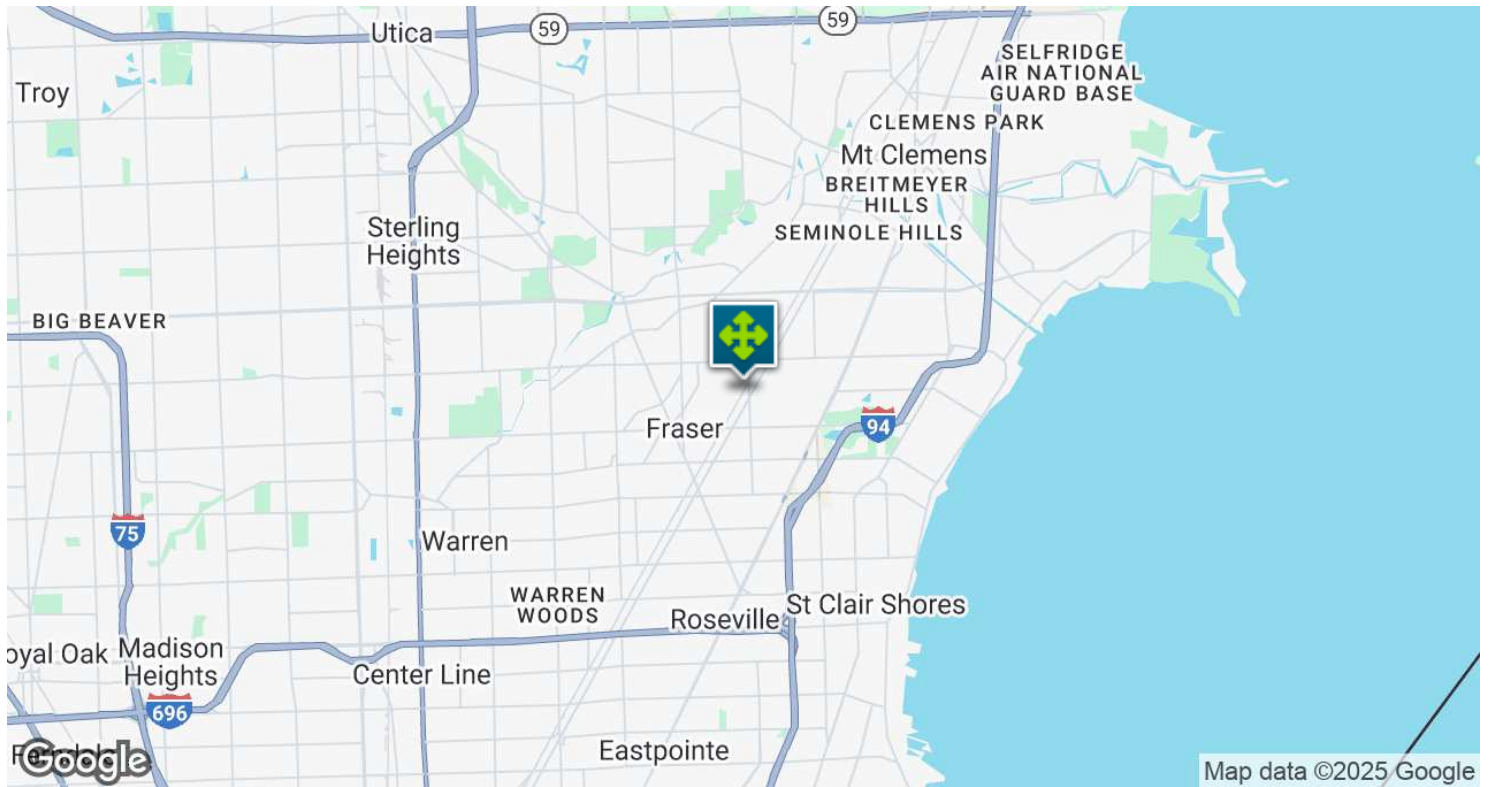 Utica
59
59
SELFRIDGE
AIR NATIONAL
GUARD BASE
Troy
CLEMENS PARK
Mt Clemens
BREITMEYER
HILLS
SEMINOLE HILLS
Sterling
Heights
BIG BEAVER
Fraser
94
75
Warren
WARREN
WOODS
St Clair Shores
Roseville
oyal Oak
Madison
Heights
Center Line
696
Eastpointe
Google
Map data ©2025 Google